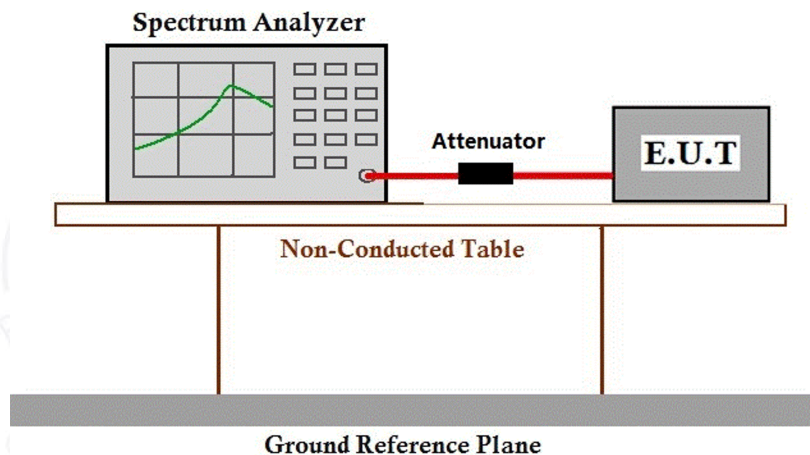 Spectrum Analyzer
Attenuator
E.U.T
Non-Conducted Table
Ground Reference Plane